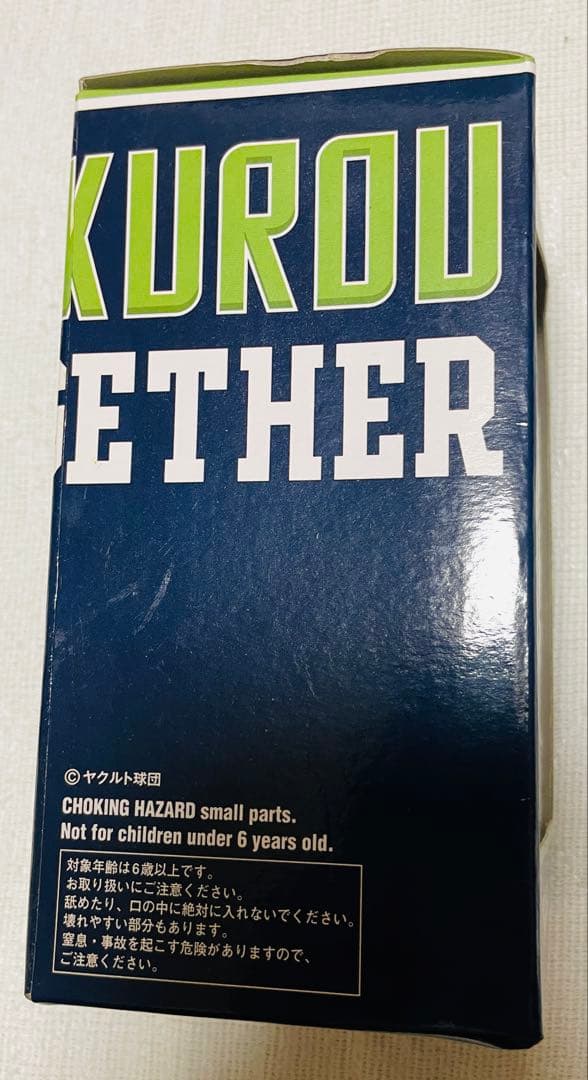 KUROU
GETHER
©ヤクルト球団
CHOKING HAZARD small parts.
Not for children under 6 years old.
対象年齢は6歳以上です。
お取り扱いにご注意ください。
舐めたり、口の中に絶対に入れないでください。
壊れやすい部分もあります。
窒息・事故を起こす危険がありますので、
ご注意ください。